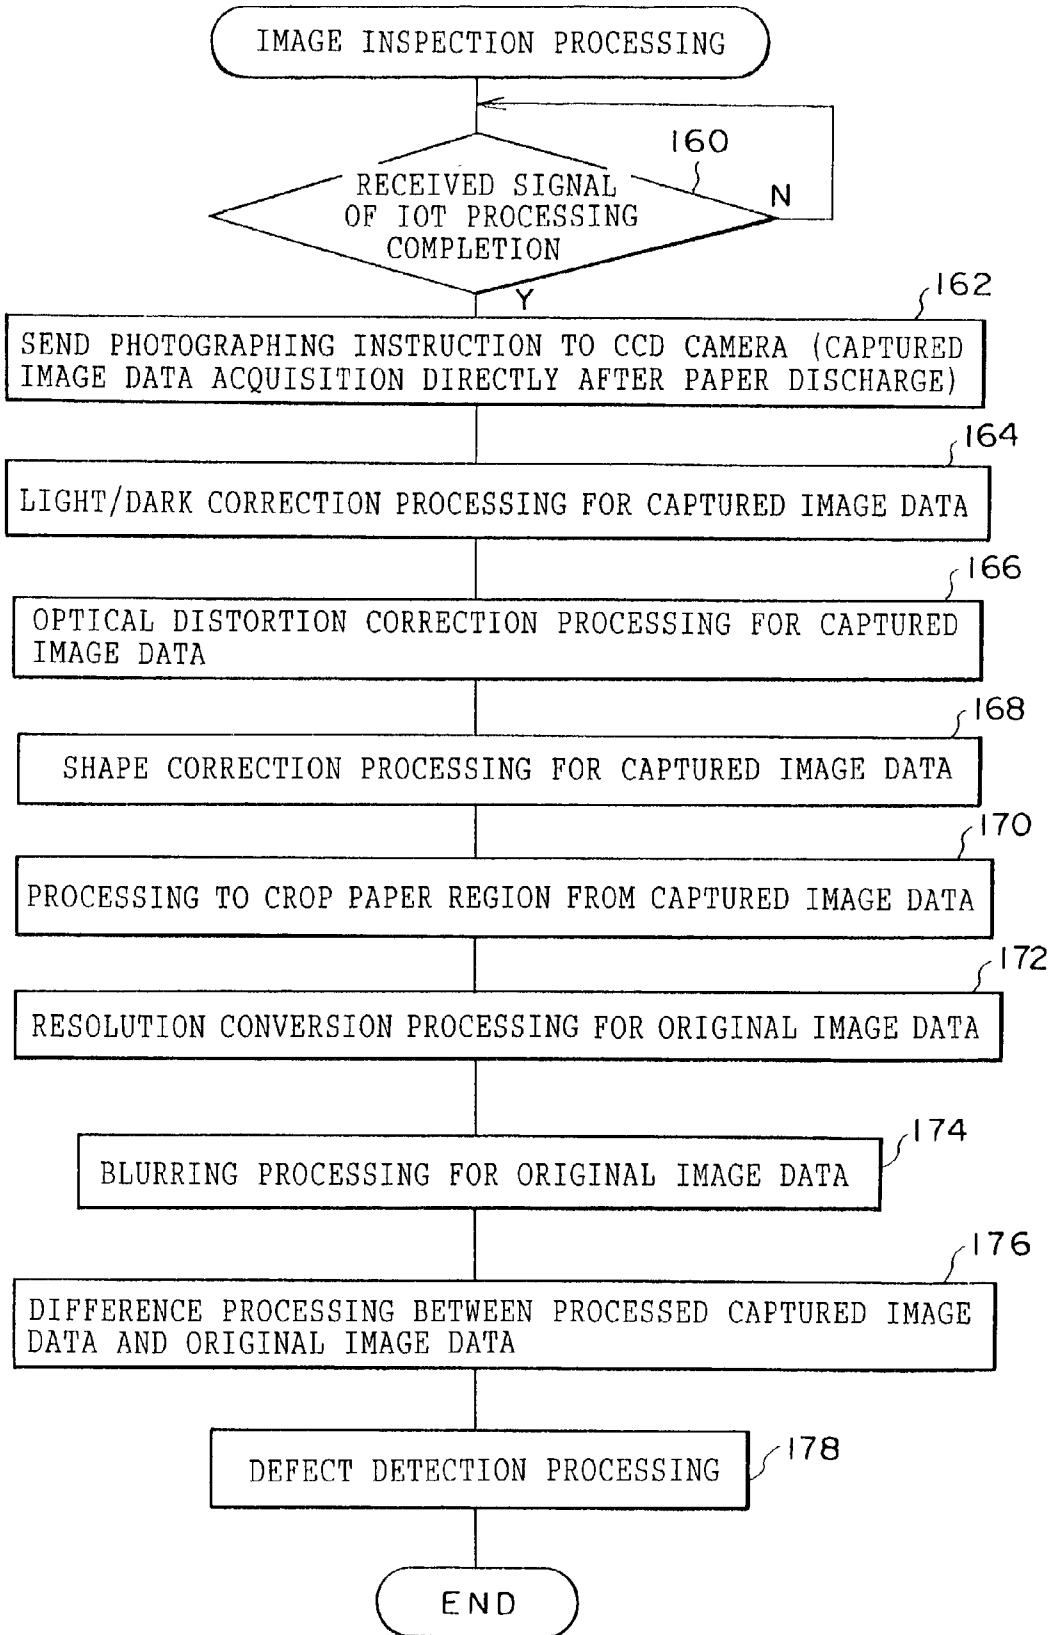 IMAGE INSPECTION PROCESSING
160
RECEIVED SIGNAL
OF IOT PROCESSING
COMPLETION
N
Y
162
SEND PHOTOGRAPHING INSTRUCTION TO CCD CAMERA (CAPTURED
IMAGE DATA ACQUISITION DIRECTLY AFTER PAPER DISCHARGE)
164
LIGHT/DARK CORRECTION PROCESSING FOR CAPTURED IMAGE DATA
166
OPTICAL DISTORTION CORRECTION PROCESSING FOR CAPTURED
IMAGE DATA
168
SHAPE CORRECTION PROCESSING FOR CAPTURED IMAGE DATA
170
PROCESSING TO CROP PAPER REGION FROM CAPTURED IMAGE DATA
172
RESOLUTION CONVERSION PROCESSING FOR ORIGINAL IMAGE DATA
174
BLURRING PROCESSING FOR ORIGINAL IMAGE DATA
176
DIFFERENCE PROCESSING BETWEEN PROCESSED CAPTURED IMAGE
DATA AND ORIGINAL IMAGE DATA
178
DEFECT DETECTION PROCESSING
END